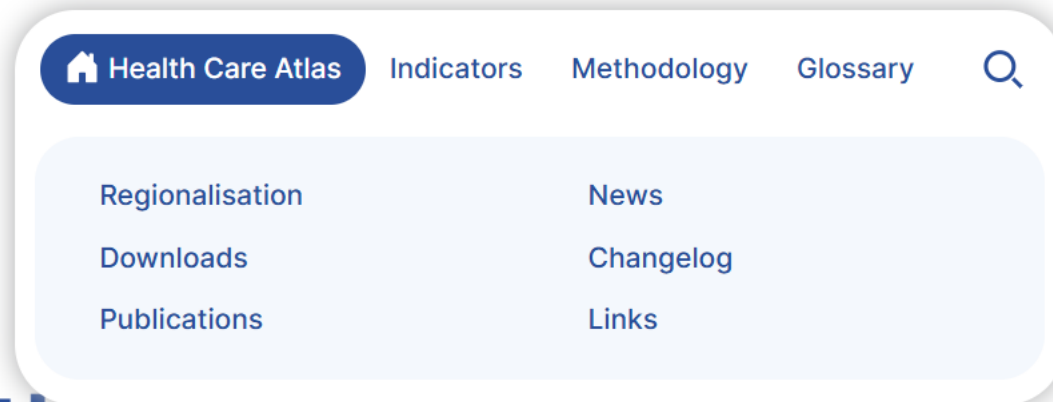 Health Care Atlas Indicators Methodology Glossary
Regionalisation News
Downloads Changelog
Publications Links